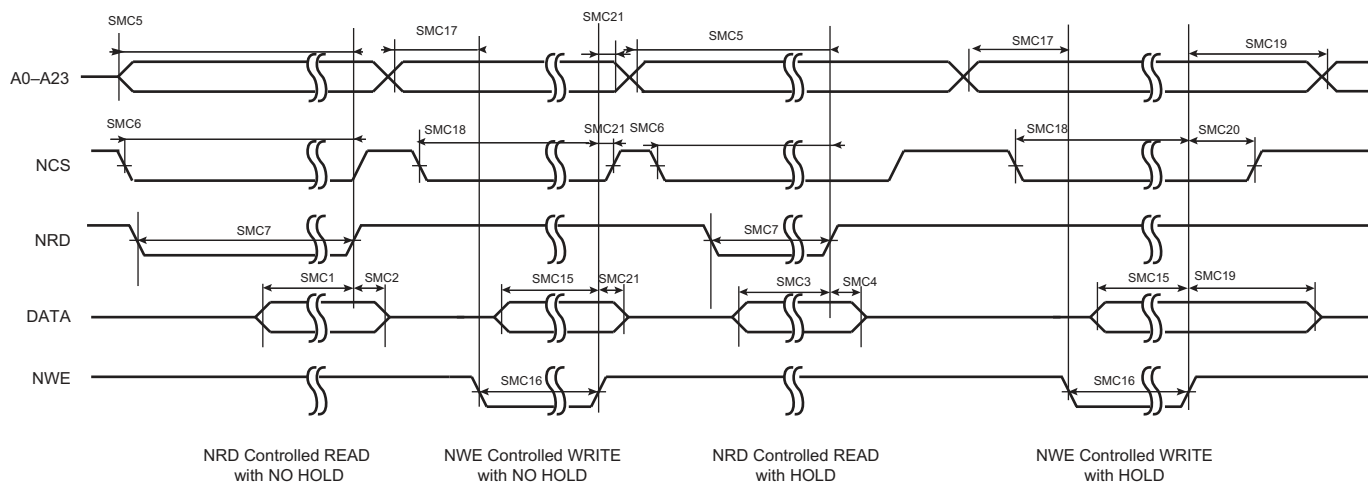 SMC5
SMC17
SMC21
SMC5
SMC17
SMC19
A0–A23
SMC6
SMC18
SMC21
SMC6
SMC18
SMC20
NCS
NRD
SMC7
SMC7
SMC1
SMC2
SMC15
SMC21
SMC3
SMC4
SMC15
SMC19
DATA
NWE
SMC16
SMC16
NRD Controlled READ
with NO HOLD
NWE Controlled WRITE
with NO HOLD
NRD Controlled READ
with HOLD
NWE Controlled WRITE
with HOLD